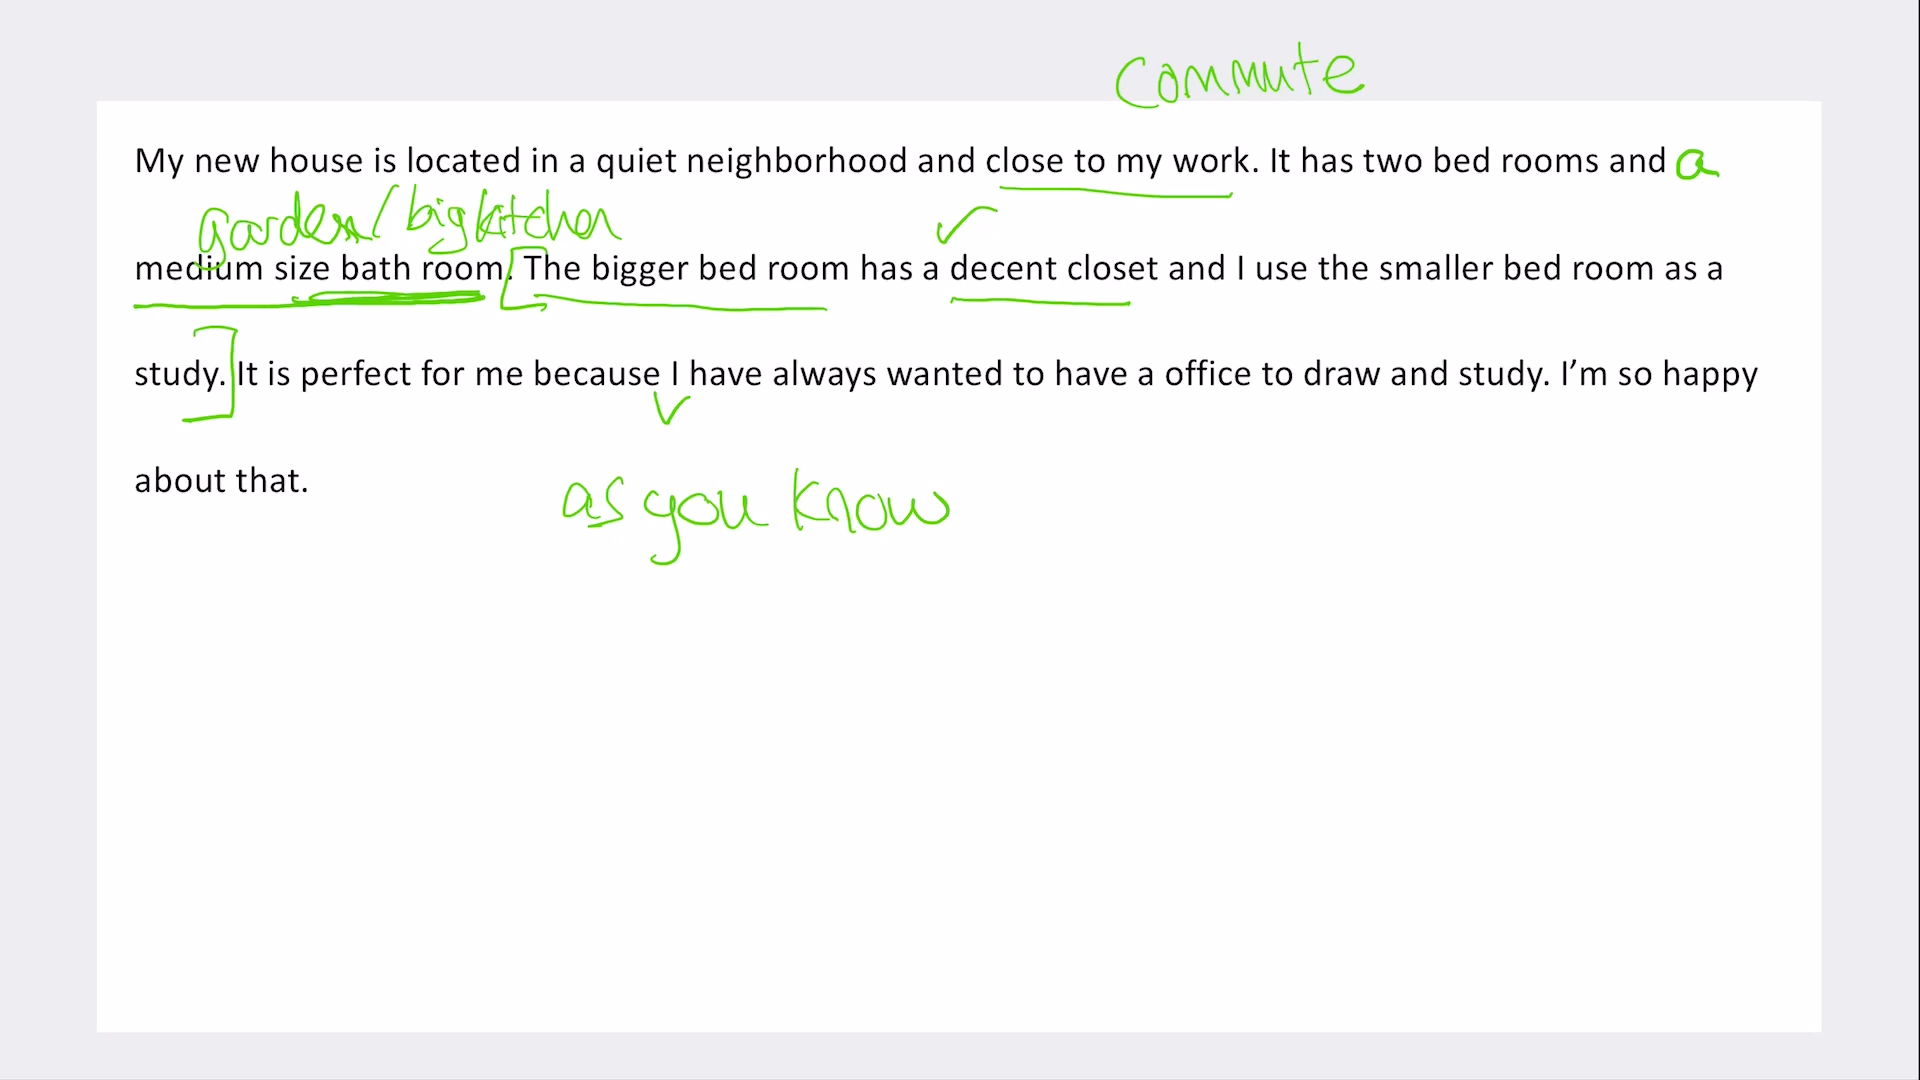 commute
My new house is located in a quiet neighborhood and close to my work. It has two bed rooms and a
garden/big kitchen
medium size bath room. The bigger bed room has a decent closet and I use the smaller bed room as a
study. It is perfect for me because I have always wanted to have a office to draw and study. I’m so happy
about that.
as you know